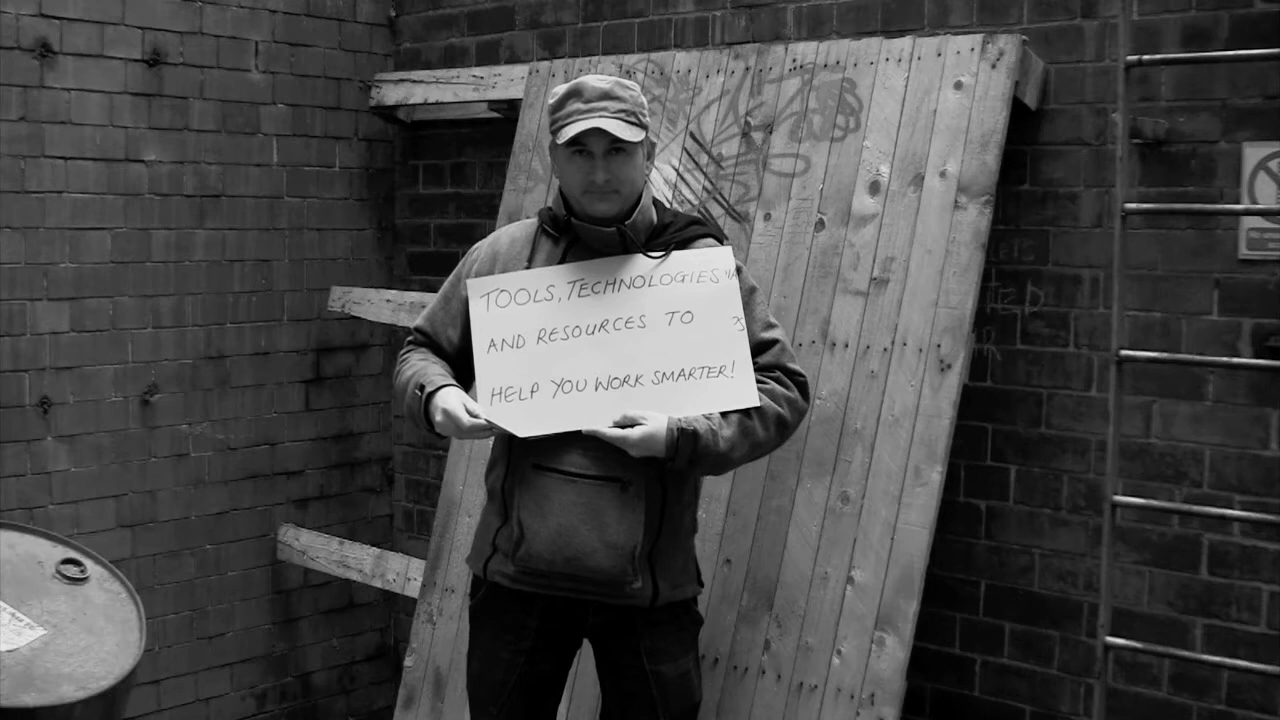 TOOLS, TECHNOLOGIES
AND RESOURCES TO
HELP YOU WORK SMARTER!